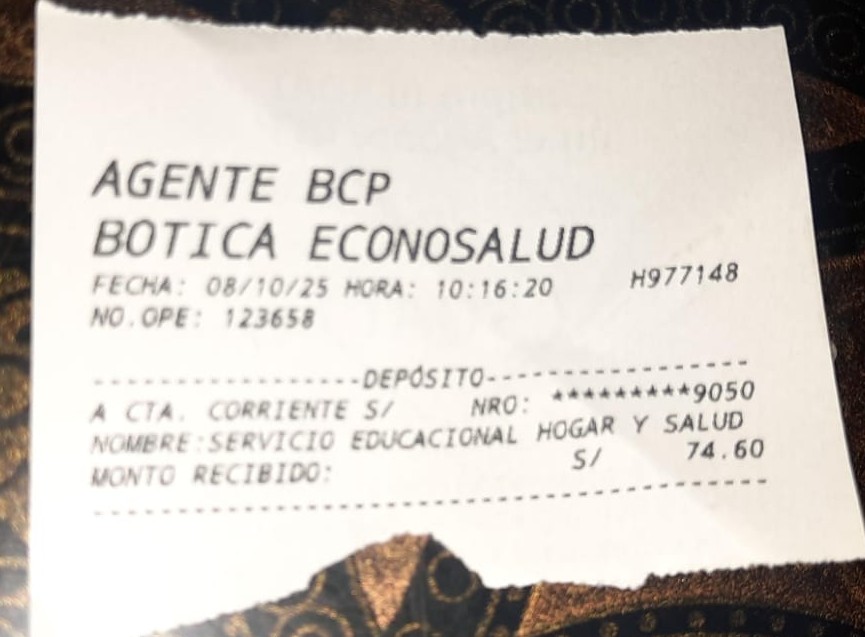 AGENTE BCP
BOTICA ECONOSALUD
FECHA: 08/10/25 HORA: 10:16:20 H977148
NO.OPE: 123658
------------------DEPÓSITO------------------
A CTA. CORRIENTE S/ NRO: *********9050
NOMBRE:SERVICIO EDUCACIONAL HOGAR Y SALUD
MONTO RECIBIDO: S/ 74.60
--------------------------------------------